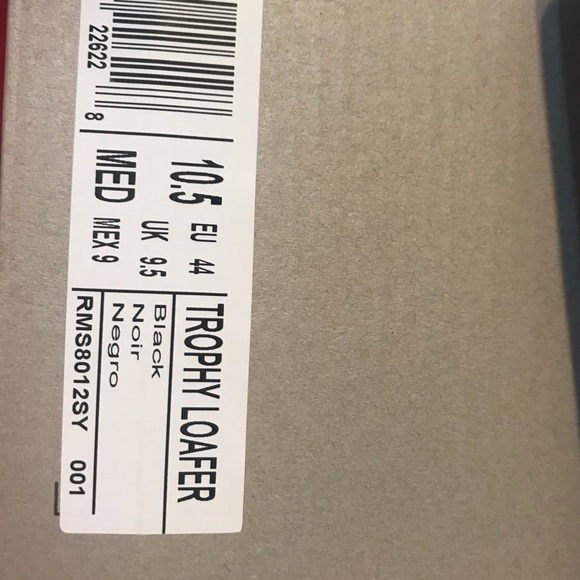 22622 8
10.5 EU 44
UK 9.5
MED MEX 9
TROPHY LOAFER
Black
Noir
Negro
RMS8012SY 001